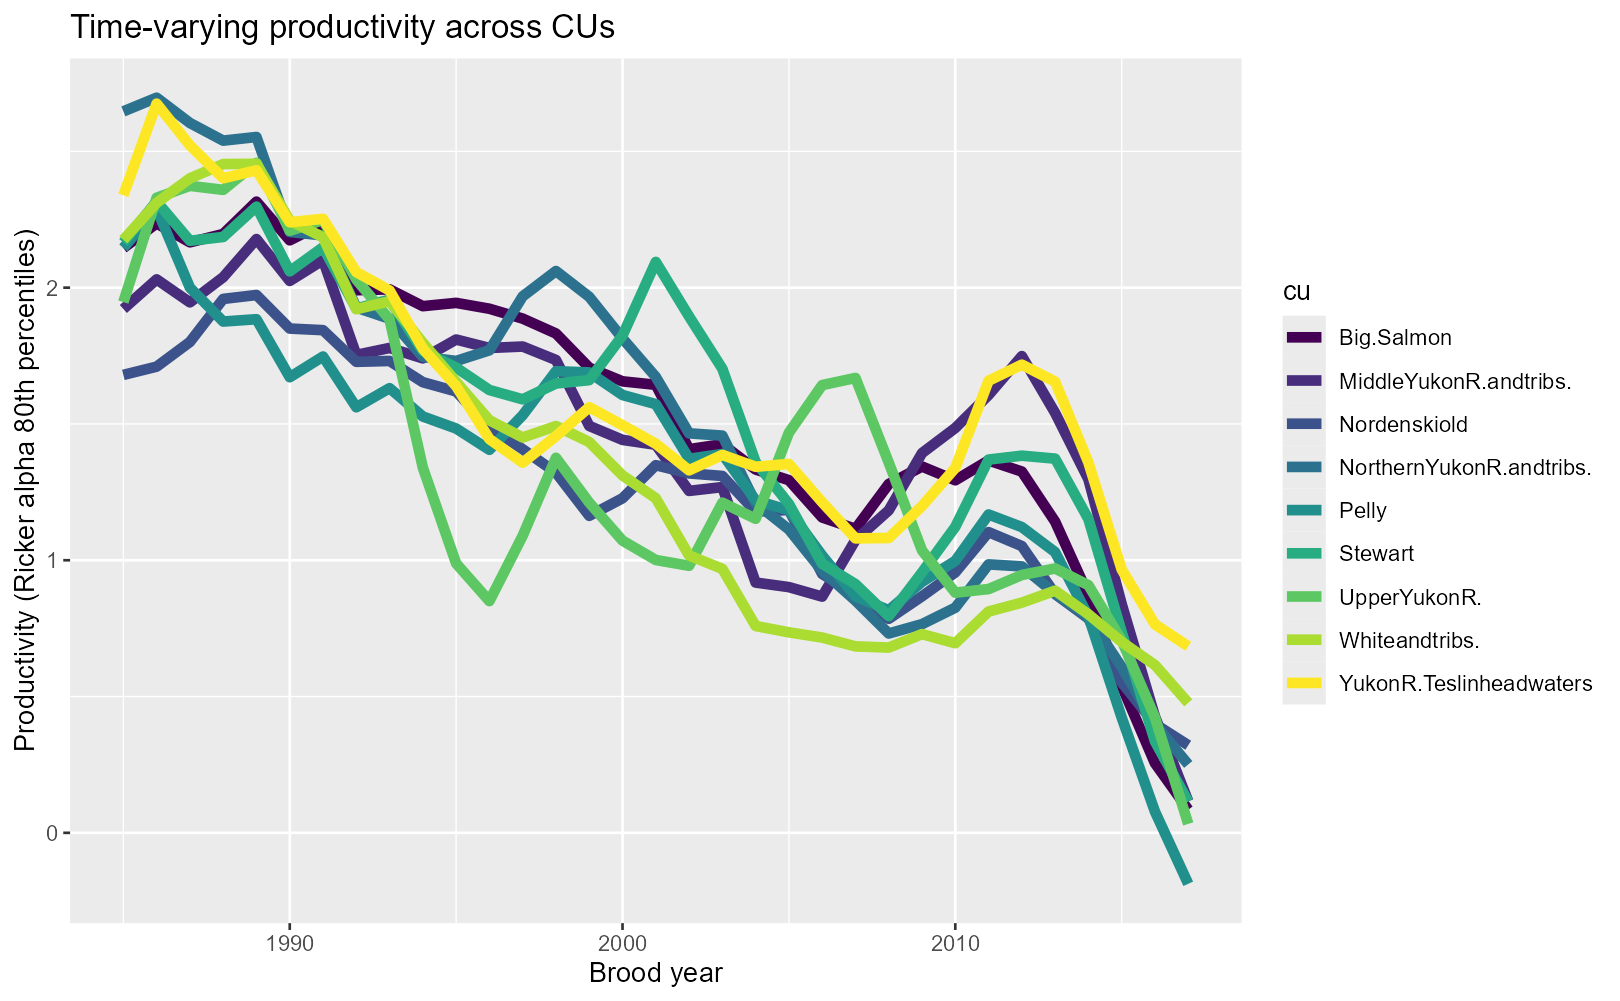 Time-varying productivity across CUs
Productivity (Ricker alpha 80th percentiles)
2
1
0
1990
2000
2010
Brood year
cu
Big.Salmon
MiddleYukonR.andtribs.
Nordenskiold
NorthernYukonR.andtribs.
Pelly
Stewart
UpperYukonR.
Whiteandtribs.
YukonR.Teslinheadwaters